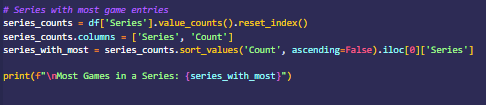 # Series with most game entries
series_counts = df['Series'].value_counts().reset_index()
series_counts.columns = ['Series', 'Count']
series_with_most = series_counts.sort_values('Count', ascending=False).iloc[0]['Series']
print(f"\nMost Games in a Series: {series_with_most}")